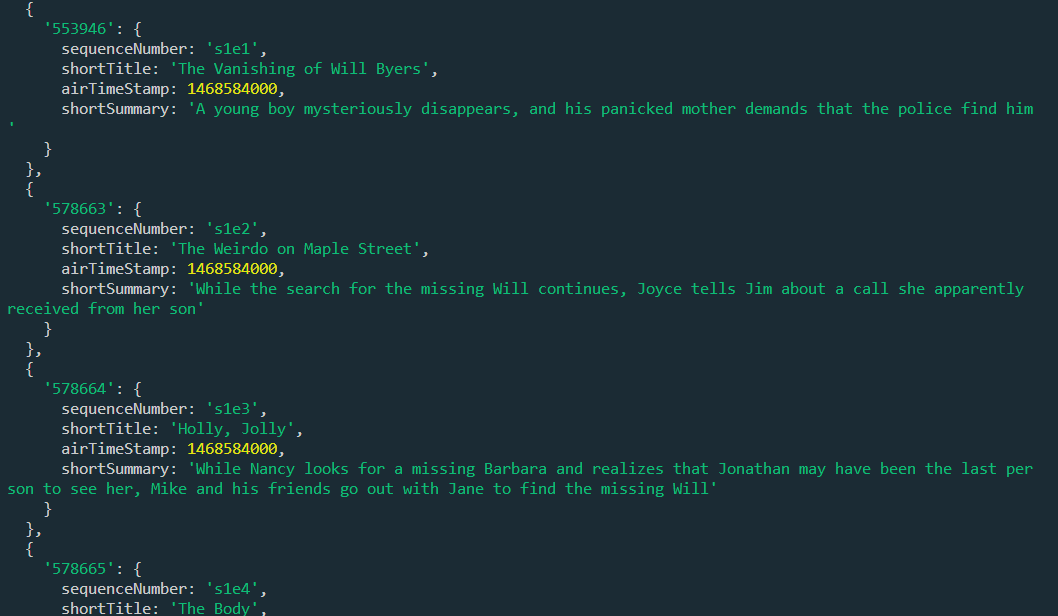 {
'553946': {
sequenceNumber: 's1e1',
shortTitle: 'The Vanishing of Will Byers',
airTimeStamp: 1468584000,
shortSummary: 'A young boy mysteriously disappears, and his panicked mother demands that the police find him
'
}
},
{
'578663': {
sequenceNumber: 's1e2',
shortTitle: 'The Weirdo on Maple Street',
airTimeStamp: 1468584000,
shortSummary: 'While the search for the missing Will continues, Joyce tells Jim about a call she apparently
received from her son'
}
},
{
'578664': {
sequenceNumber: 's1e3',
shortTitle: 'Holly, Jolly',
airTimeStamp: 1468584000,
shortSummary: 'While Nancy looks for a missing Barbara and realizes that Jonathan may have been the last per
son to see her, Mike and his friends go out with Jane to find the missing Will'
}
},
{
'578665': {
sequenceNumber: 's1e4',
shortTitle: 'The Body',